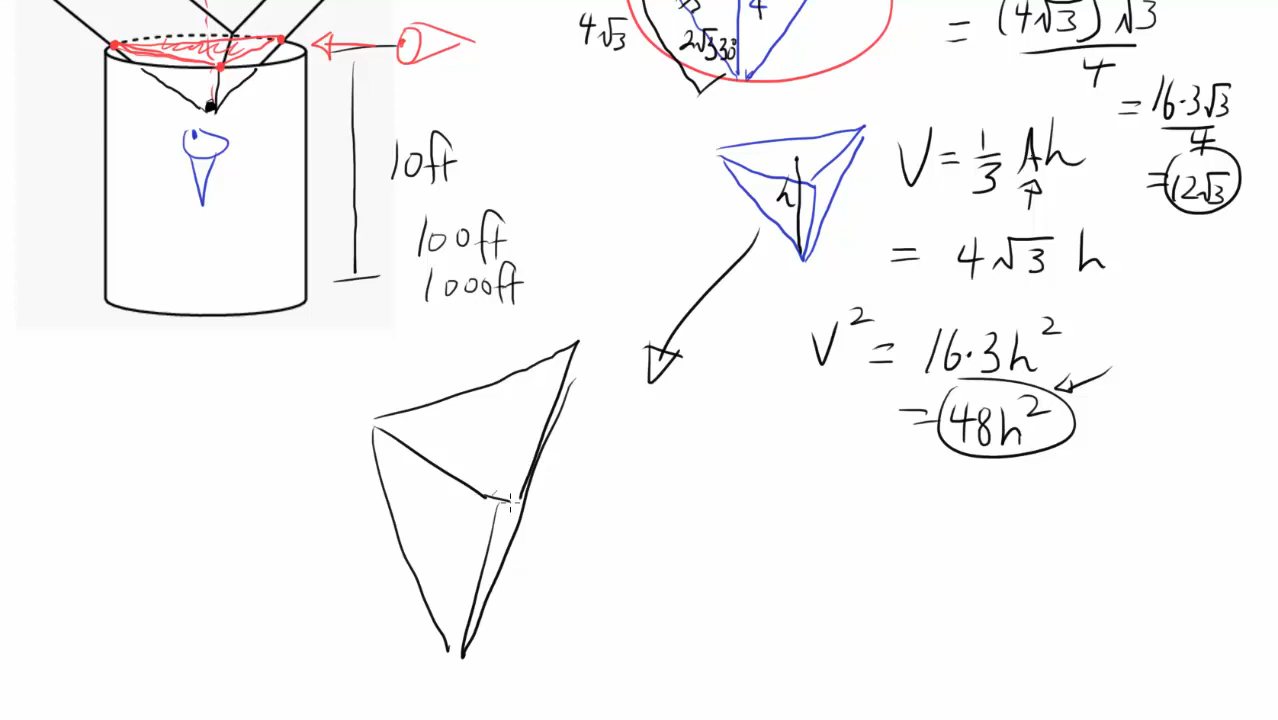 4√3
2√3 30°
4
= (4√3)√3
4
= 16·3√3
4
= 12√3
10ft
100ft
1000ft
h
V = 1/3 Ah
= 4√3 h
V² = 16·3h²
= 48h²